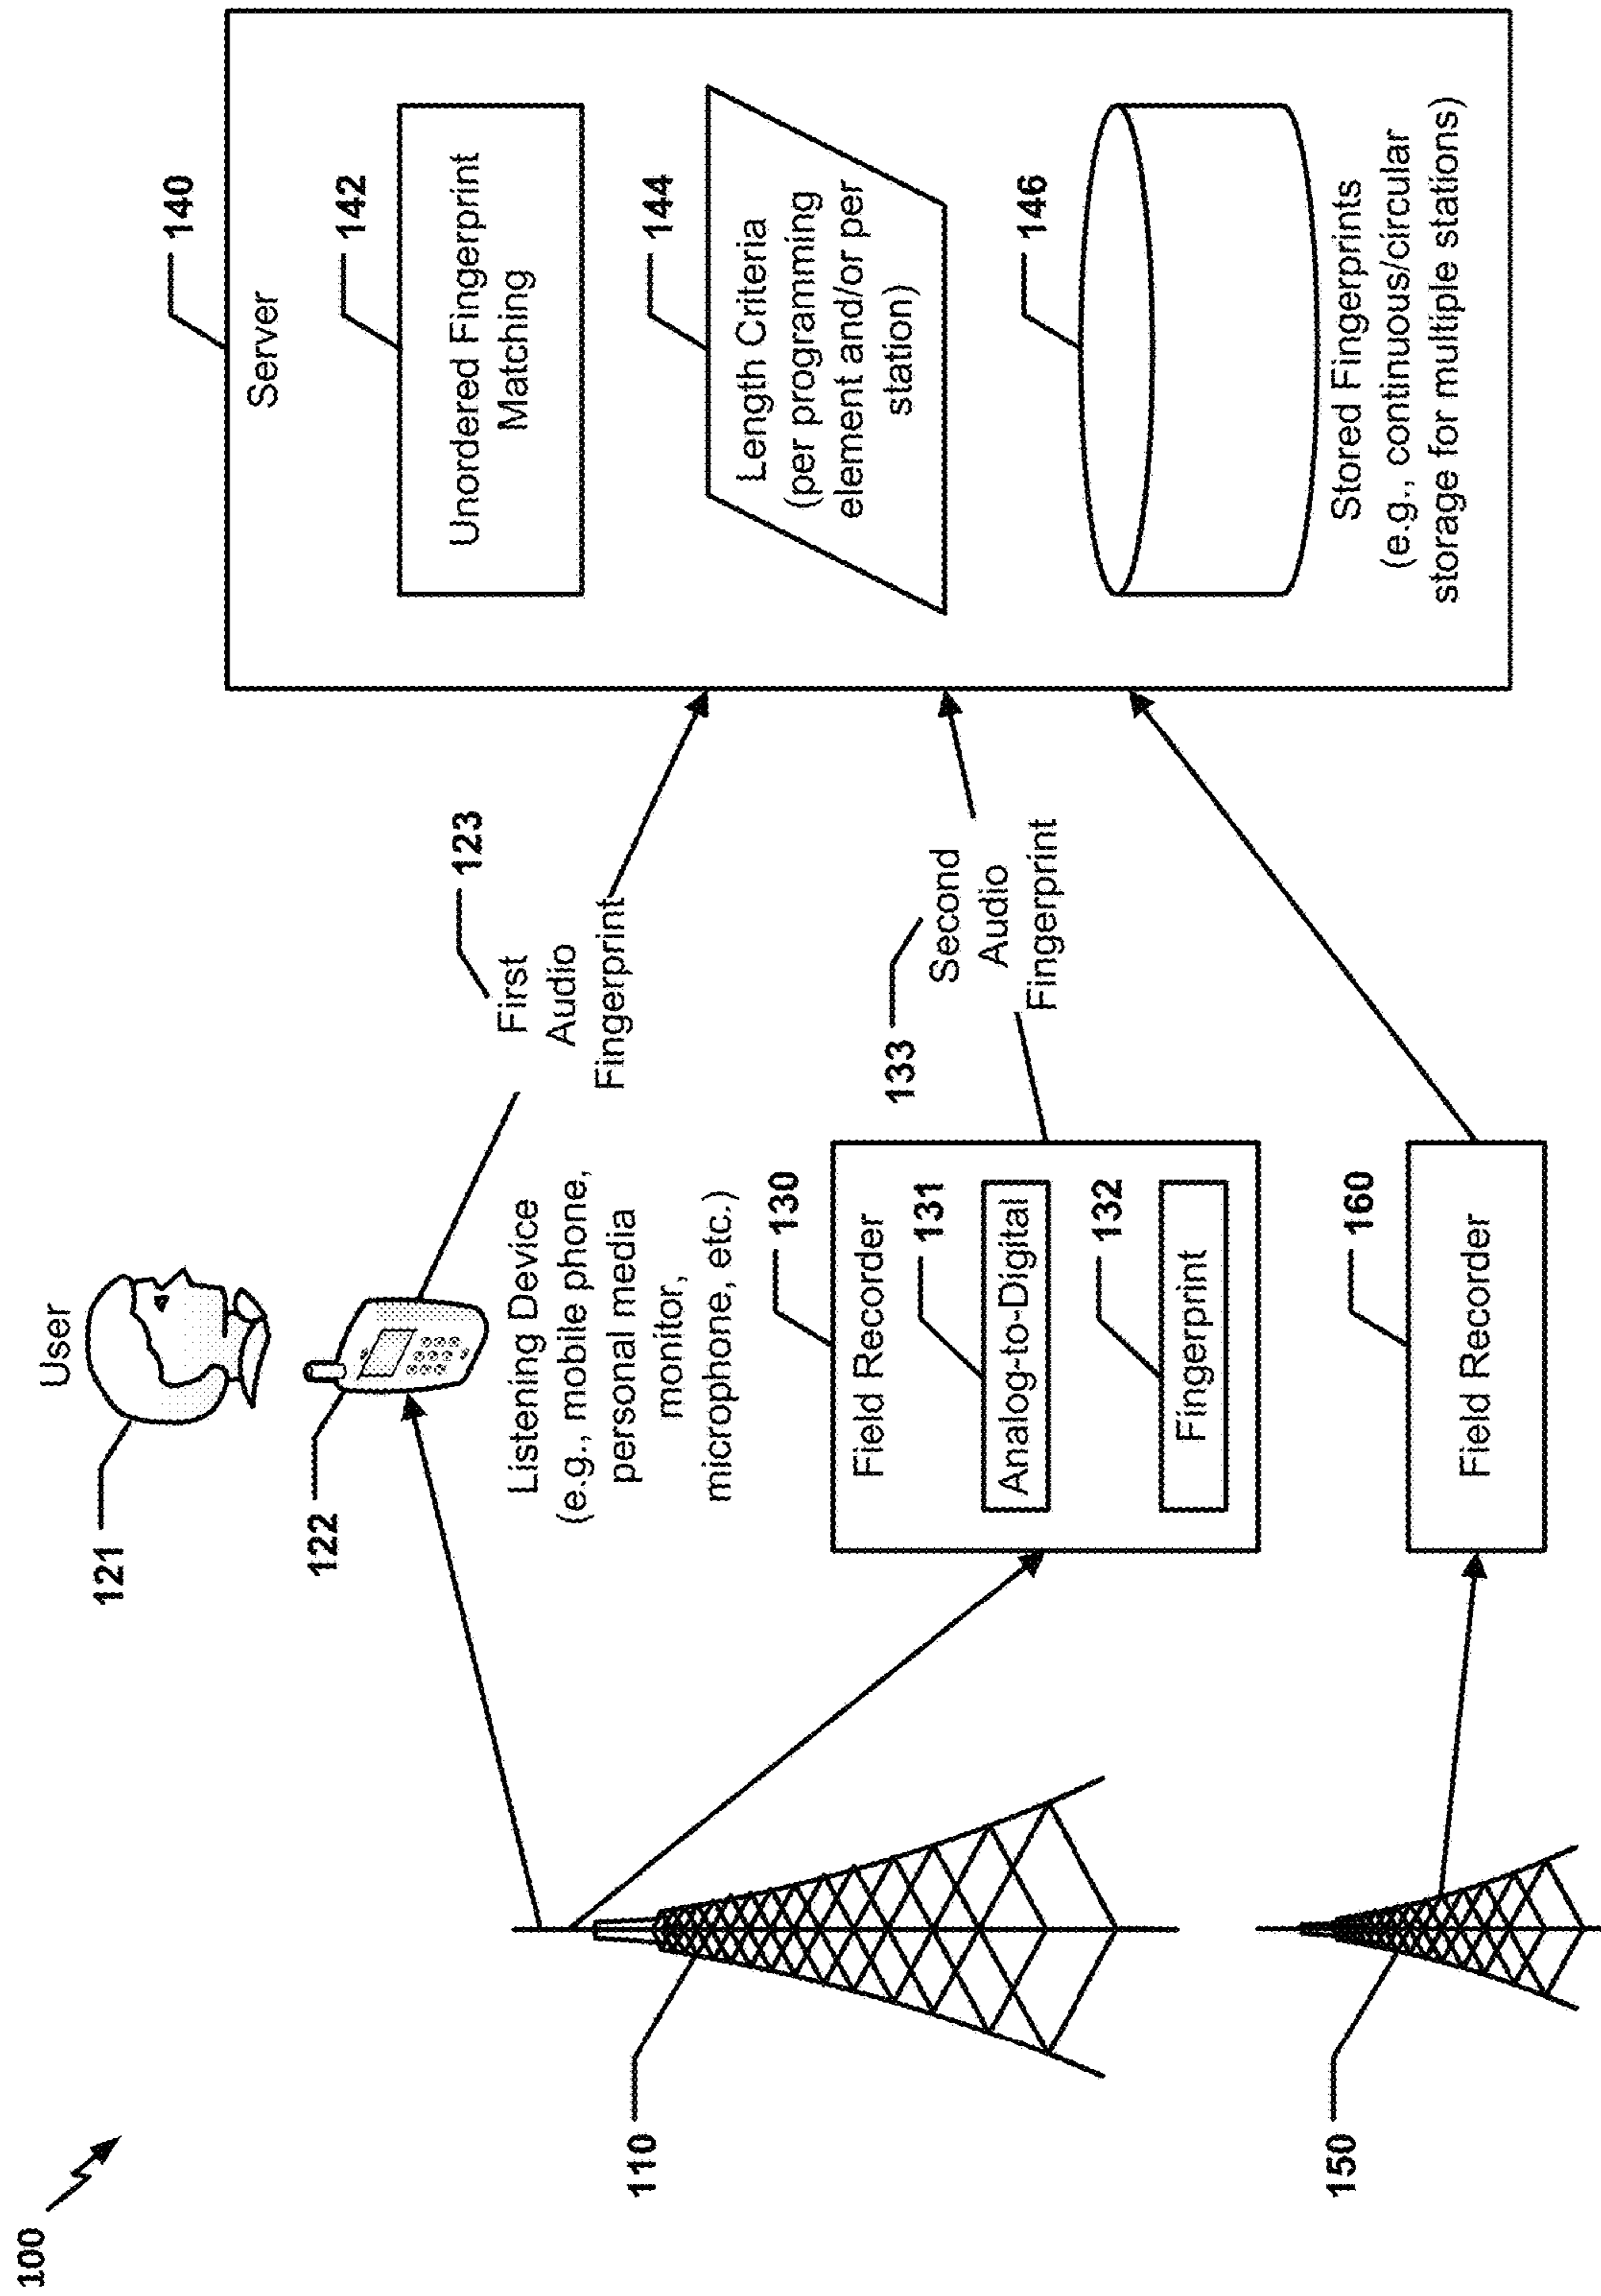 100
User
121
122
Listening Device
(e.g., mobile phone,
personal media
monitor,
microphone, etc.)
123
First
Audio
Fingerprint
110
130
Field Recorder
131
Analog-to-Digital
132
Fingerprint
133
Second
Audio
Fingerprint
150
160
Field Recorder
140
Server
142
Unordered Fingerprint
Matching
144
Length Criteria
(per programming
element and/or per
station)
146
Stored Fingerprints
(e.g., continuous/circular
storage for multiple stations)